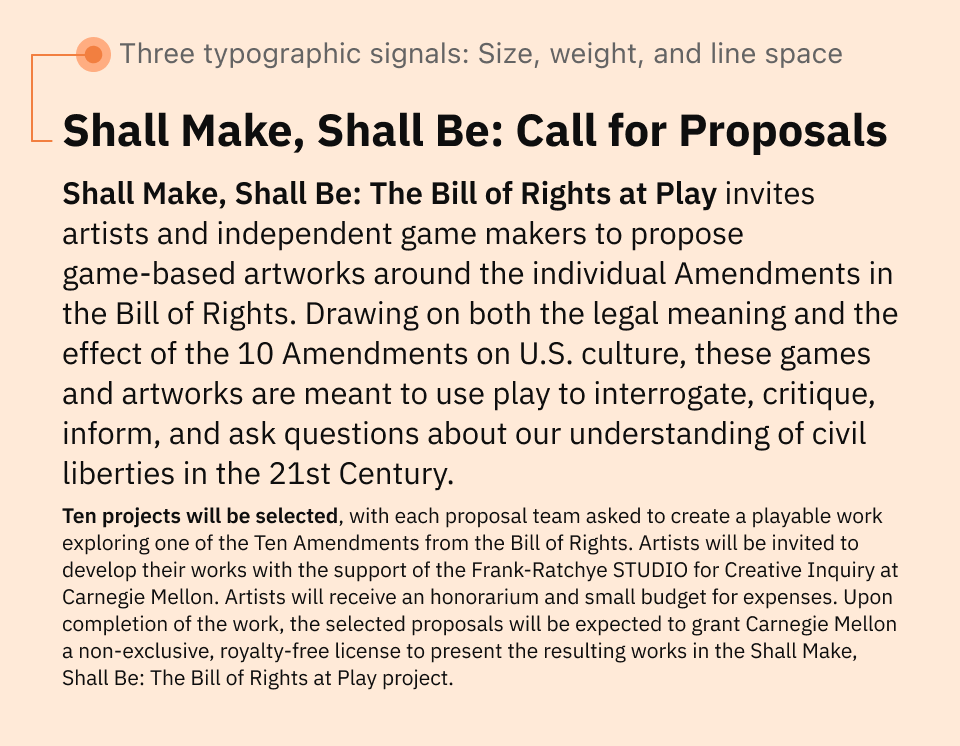 Three typographic signals: Size, weight, and line space
Shall Make, Shall Be: Call for Proposals
Shall Make, Shall Be: The Bill of Rights at Play invites
artists and independent game makers to propose
game-based artworks around the individual Amendments in
the Bill of Rights. Drawing on both the legal meaning and the
effect of the 10 Amendments on U.S. culture, these games
and artworks are meant to use play to interrogate, critique,
inform, and ask questions about our understanding of civil
liberties in the 21st Century.
Ten projects will be selected, with each proposal team asked to create a playable work
exploring one of the Ten Amendments from the Bill of Rights. Artists will be invited to
develop their works with the support of the Frank-Ratchye STUDIO for Creative Inquiry at
Carnegie Mellon. Artists will receive an honorarium and small budget for expenses. Upon
completion of the work, the selected proposals will be expected to grant Carnegie Mellon
a non-exclusive, royalty-free license to present the resulting works in the Shall Make,
Shall Be: The Bill of Rights at Play project.